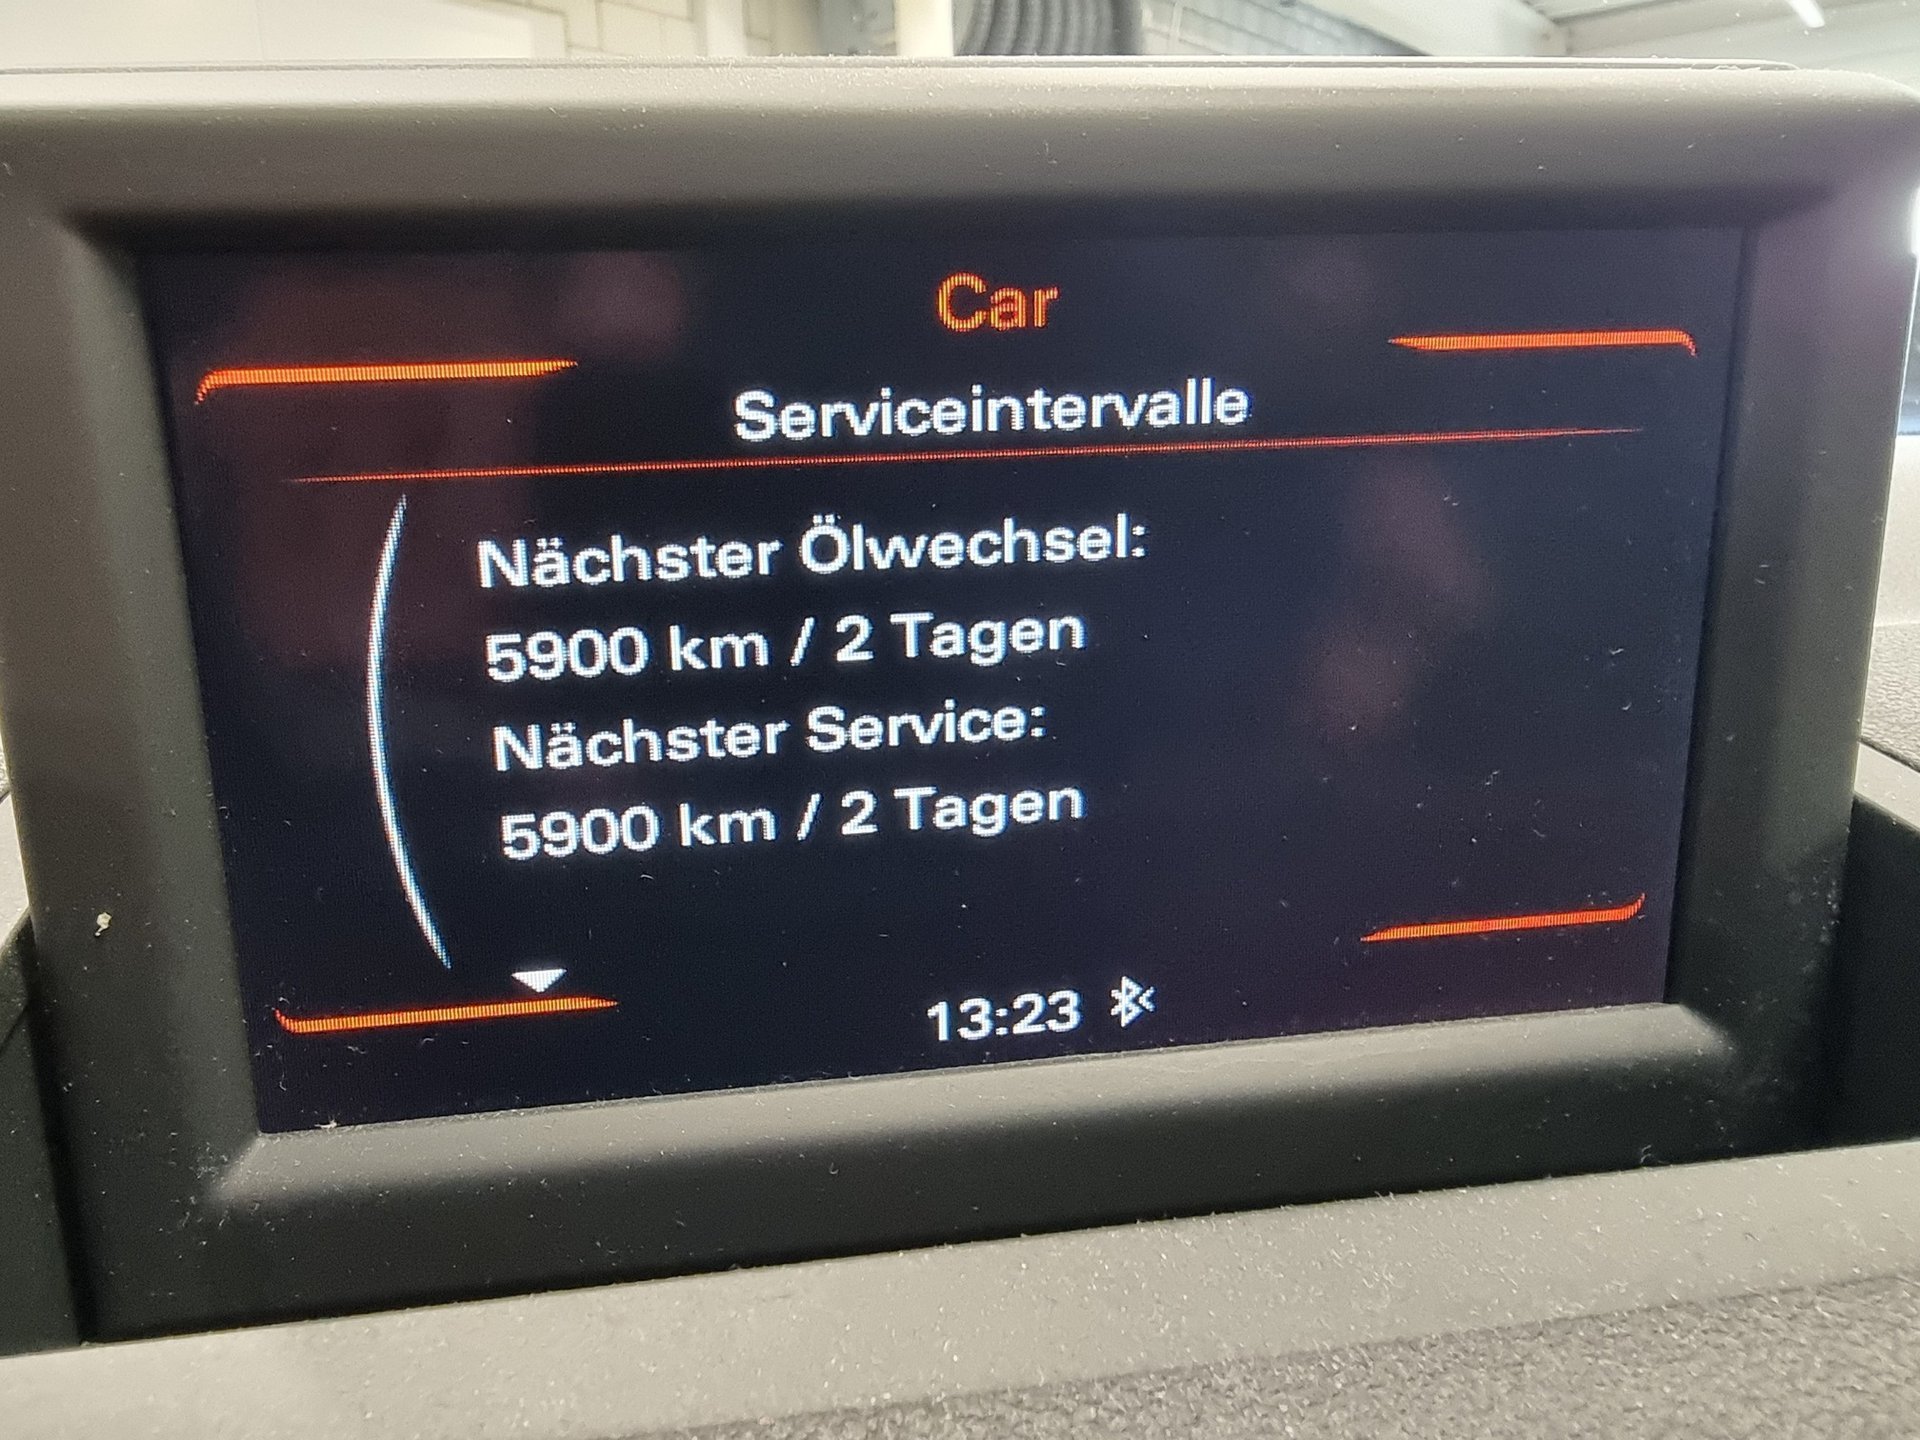 Car
Serviceintervalle
Nächster Ölwechsel:
5900 km / 2 Tagen
Nächster Service:
5900 km / 2 Tagen
13:23